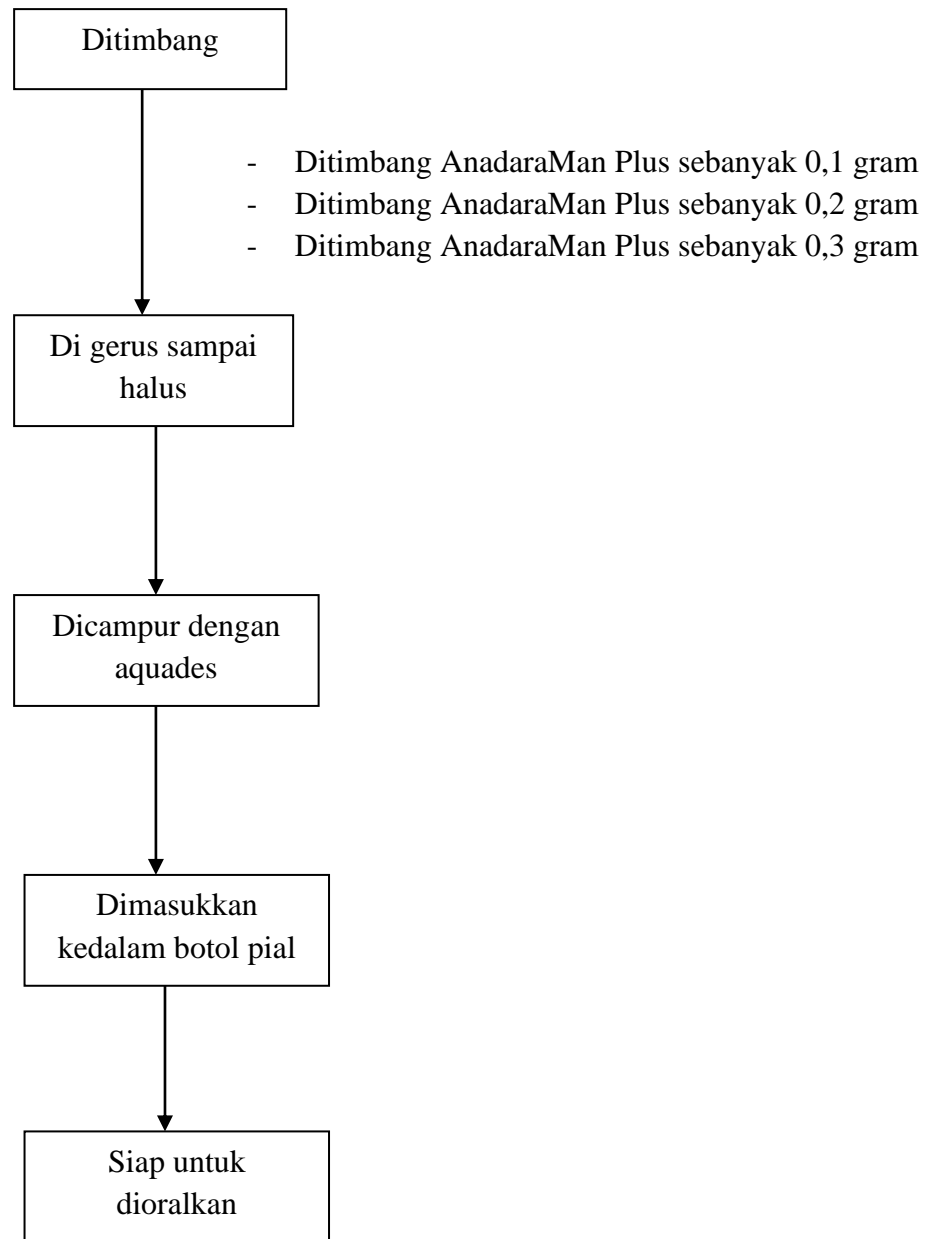 Ditimbang
- Ditimbang AnadaraMan Plus sebanyak 0,1 gram
- Ditimbang AnadaraMan Plus sebanyak 0,2 gram
- Ditimbang AnadaraMan Plus sebanyak 0,3 gram
Di gerus sampai
halus
Dicampur dengan
aquades
Dimasukkan
kedalam botol pial
Siap untuk
dioralkan